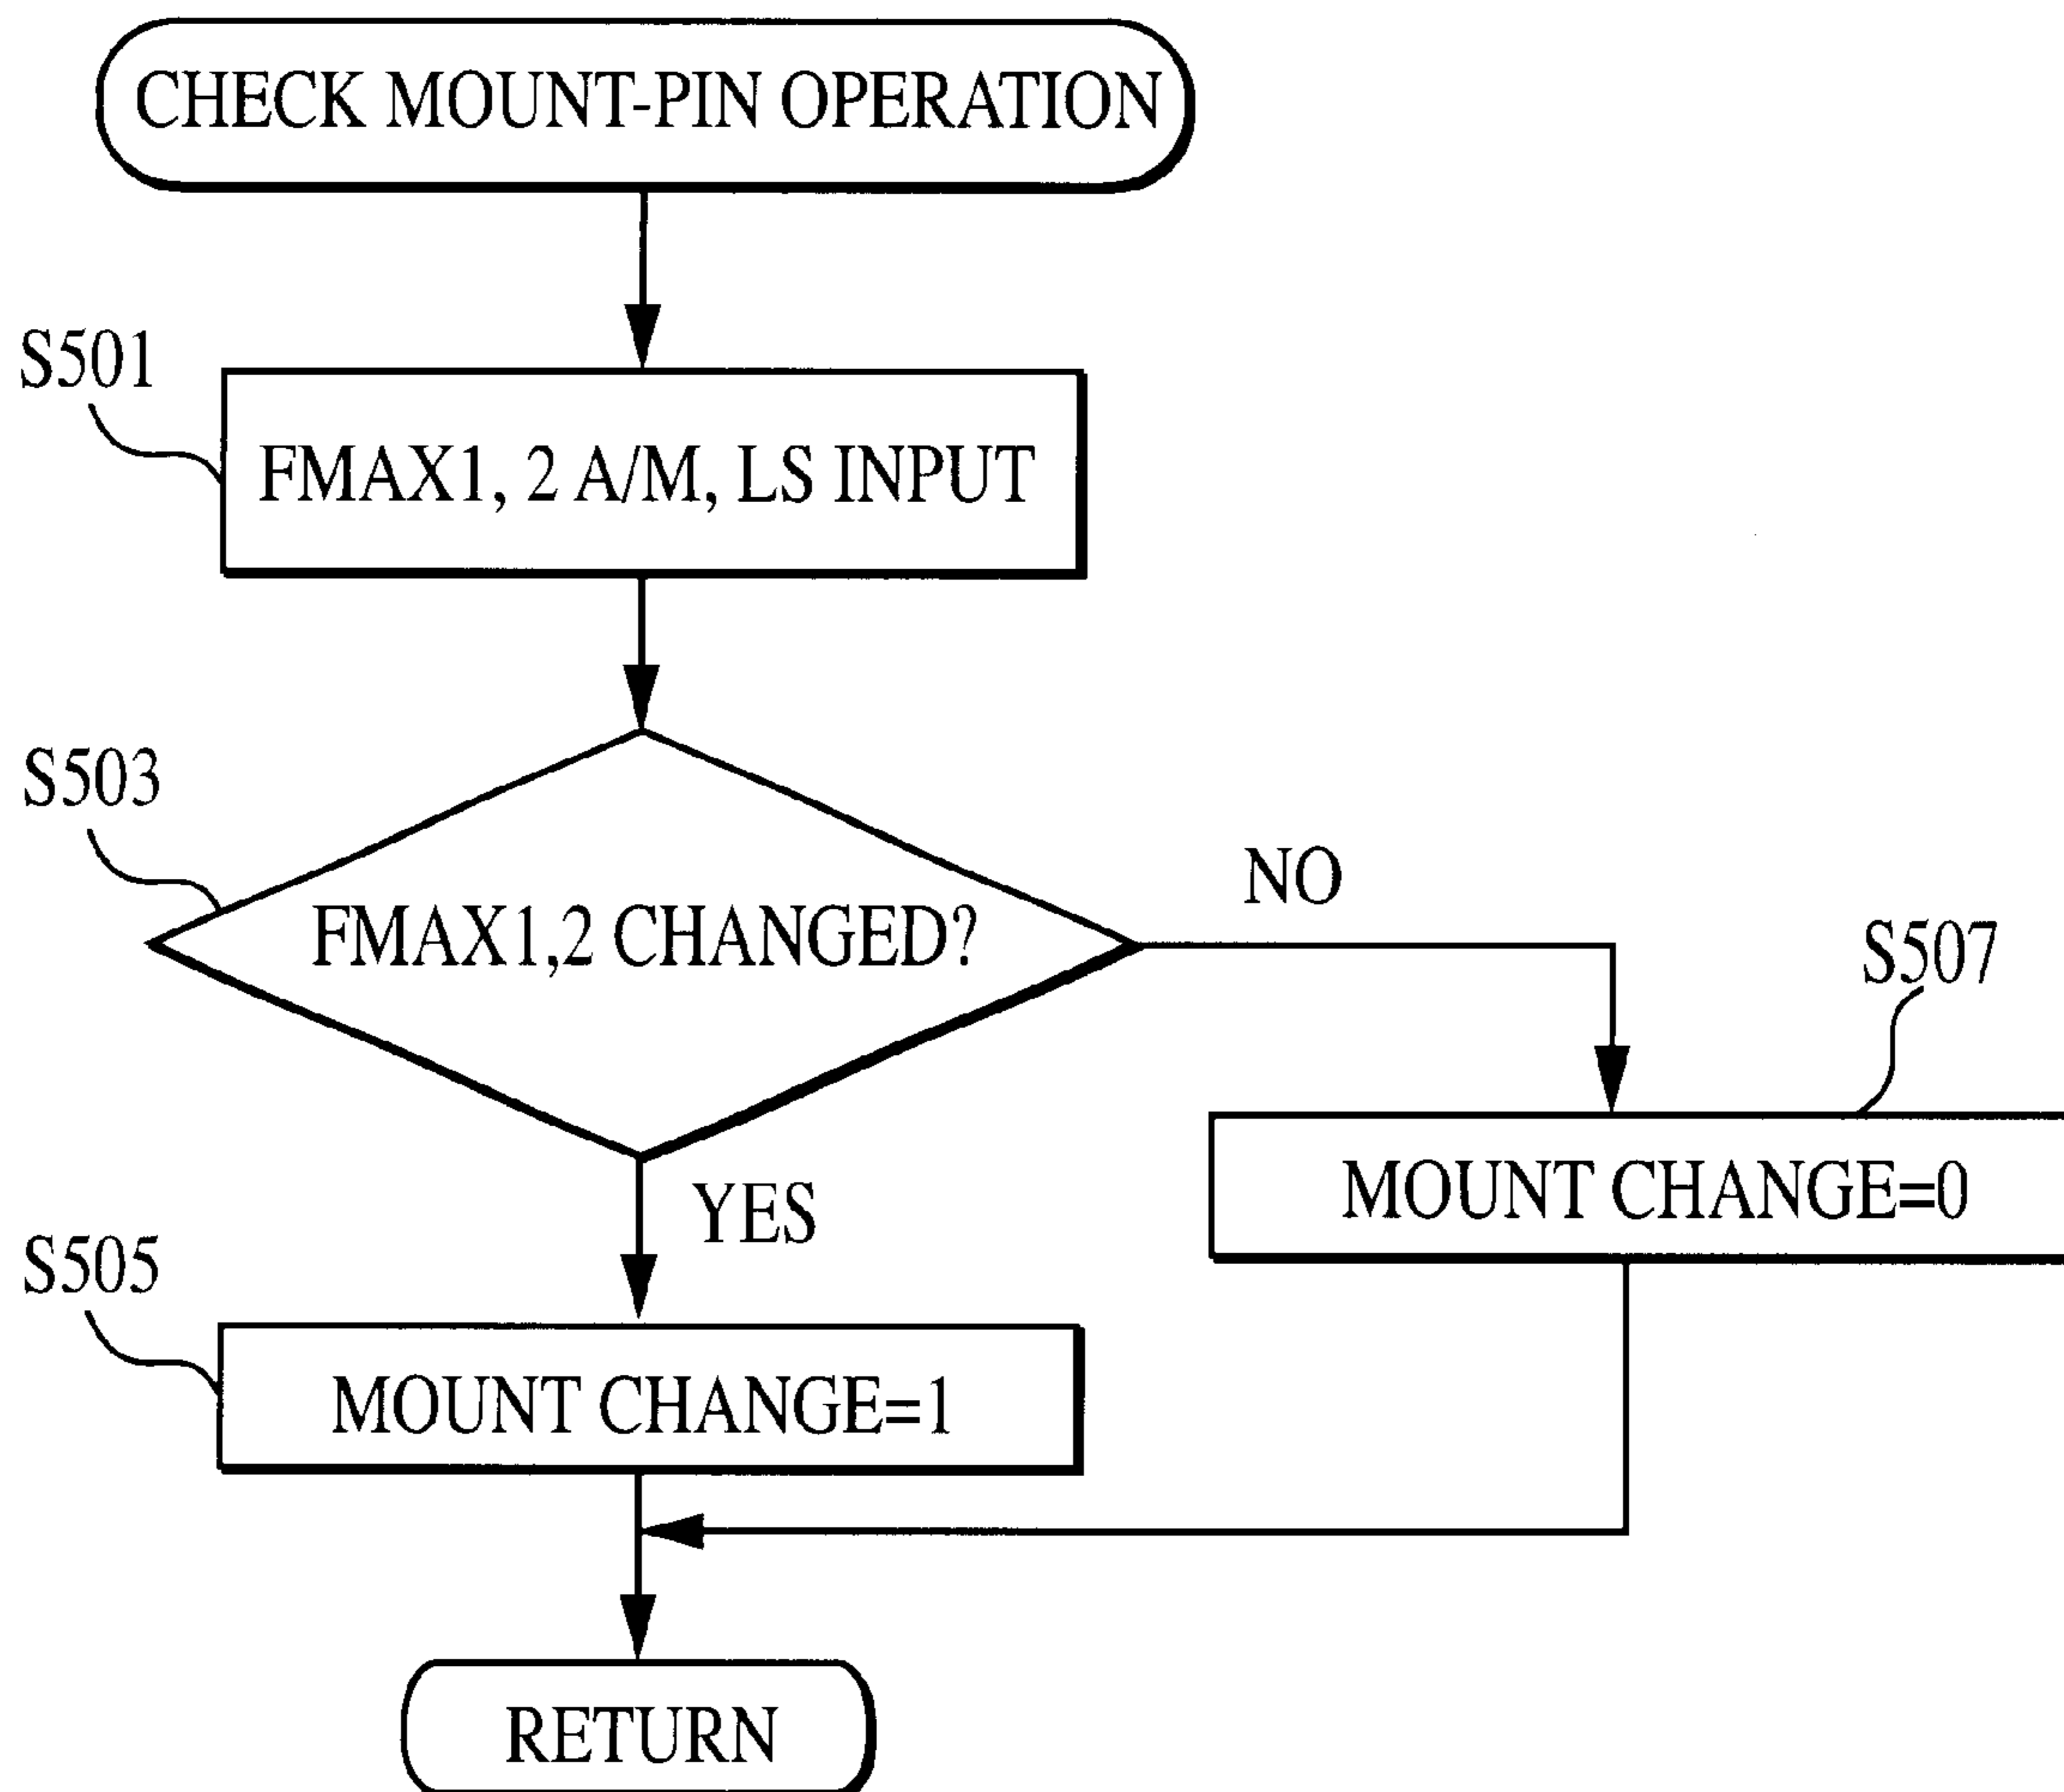 CHECK MOUNT-PIN OPERATION
S501
FMAX1, 2 A/M, LS INPUT
S503
FMAX1,2 CHANGED?
NO
S507
MOUNT CHANGE=0
YES
S505
MOUNT CHANGE=1
RETURN